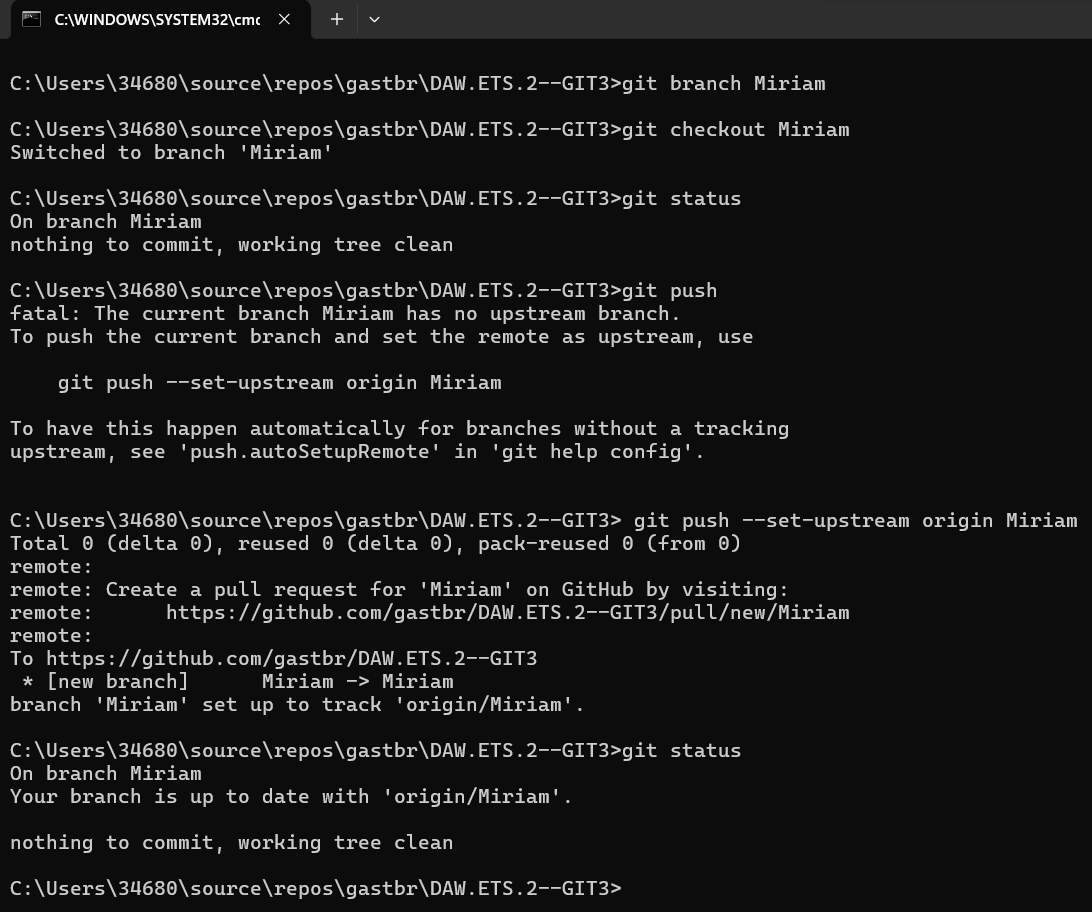 C:\WINDOWS\SYSTEM32\cmc
C:\Users\34680\source\repos\gastbr\DAW.ETS.2--GIT3>git branch Miriam
C:\Users\34680\source\repos\gastbr\DAW.ETS.2--GIT3>git checkout Miriam
Switched to branch 'Miriam'
C:\Users\34680\source\repos\gastbr\DAW.ETS.2--GIT3>git status
On branch Miriam
nothing to commit, working tree clean
C:\Users\34680\source\repos\gastbr\DAW.ETS.2--GIT3>git push
fatal: The current branch Miriam has no upstream branch.
To push the current branch and set the remote as upstream, use
    git push --set-upstream origin Miriam
To have this happen automatically for branches without a tracking
upstream, see 'push.autoSetupRemote' in 'git help config'.
C:\Users\34680\source\repos\gastbr\DAW.ETS.2--GIT3> git push --set-upstream origin Miriam
Total 0 (delta 0), reused 0 (delta 0), pack-reused 0 (from 0)
remote:
remote: Create a pull request for 'Miriam' on GitHub by visiting:
remote:      https://github.com/gastbr/DAW.ETS.2--GIT3/pull/new/Miriam
remote:
To https://github.com/gastbr/DAW.ETS.2--GIT3
 * [new branch]      Miriam -> Miriam
branch 'Miriam' set up to track 'origin/Miriam'.
C:\Users\34680\source\repos\gastbr\DAW.ETS.2--GIT3>git status
On branch Miriam
Your branch is up to date with 'origin/Miriam'.
nothing to commit, working tree clean
C:\Users\34680\source\repos\gastbr\DAW.ETS.2--GIT3>